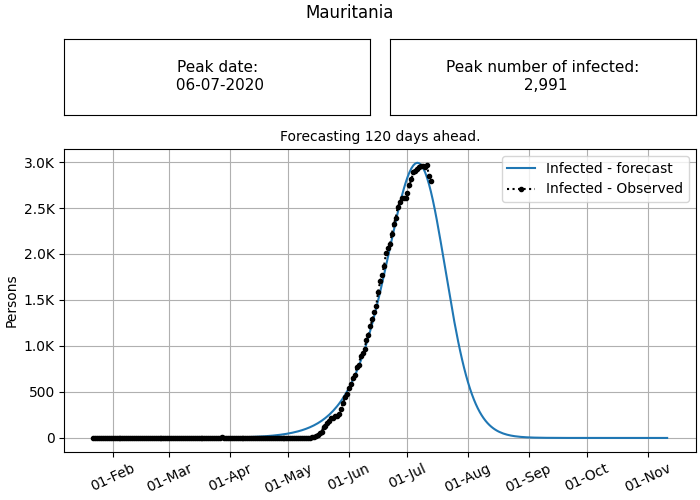 Mauritania
Peak date:
06-07-2020
Peak number of infected:
2,991
Forecasting 120 days ahead.
3.0K
2.5K
2.0K
1.5K
1.0K
500
0
Persons
Infected - forecast
Infected - Observed
01-Feb
01-Mar
01-Apr
01-May
01-Jun
01-Jul
01-Aug
01-Sep
01-Oct
01-Nov